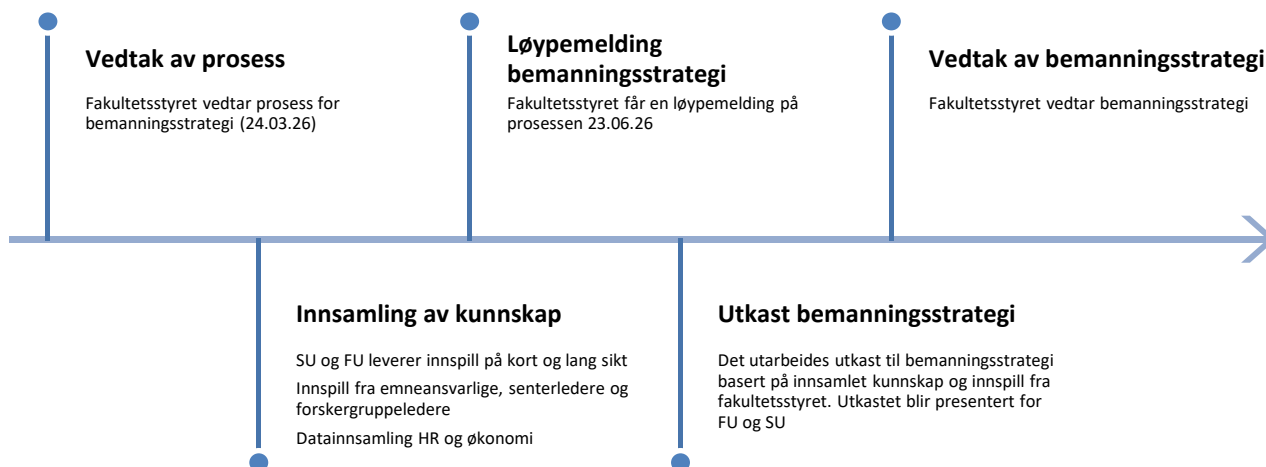 Vedtak av prosess
Fakultetsstyret vedtar prosess for
bemanningsstrategi (24.03.26)
Løypemelding
bemanningsstrategi
Fakultetsstyret får en løypemelding på
prosessen 23.06.26
Vedtak av bemanningsstrategi
Fakultetsstyret vedtar bemanningsstrategi
Innsamling av kunnskap
SU og FU leverer innspill på kort og lang sikt
Innspill fra emneansvarlige, senterledere og
forskergruppeledere
Datainnsamling HR og økonomi
Utkast bemanningsstrategi
Det utarbeides utkast til bemanningsstrategi
basert på innsamlet kunnskap og innspill fra
fakultetsstyret. Utkastet blir presentert for
FU og SU